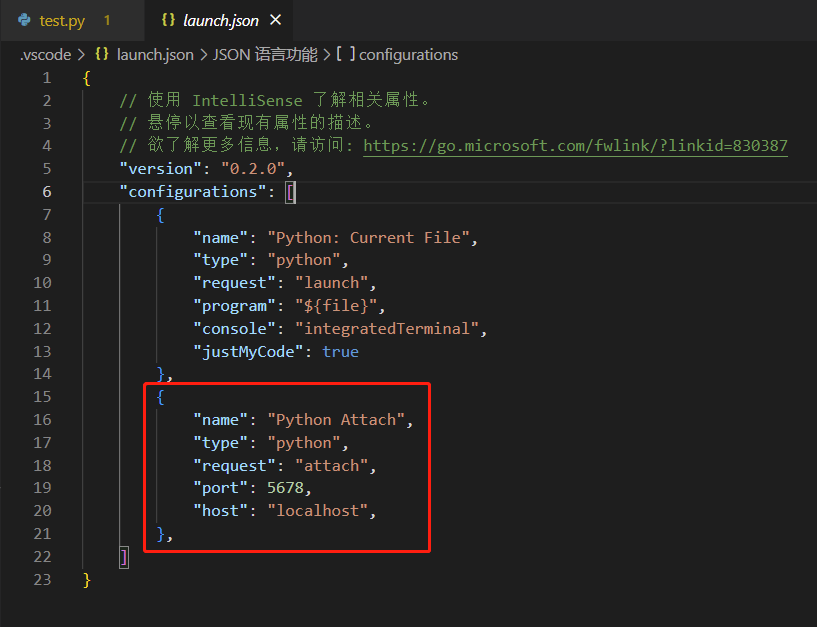 test.py 1 {} launch.json ×
.vscode > {} launch.json > JSON 语言功能 > [ ] configurations
1 {
2 // 使用 IntelliSense 了解相关属性。
3 // 悬停以查看现有属性的描述。
4 // 欲了解更多信息，请访问: https://go.microsoft.com/fwlink/?linkid=830387
5 "version": "0.2.0",
6 "configurations": [
7 {
8 "name": "Python: Current File",
9 "type": "python",
10 "request": "launch",
11 "program": "${file}",
12 "console": "integratedTerminal",
13 "justMyCode": true
14 },
15 {
16 "name": "Python Attach",
17 "type": "python",
18 "request": "attach",
19 "port": 5678,
20 "host": "localhost",
21 },
22 ]
23 }